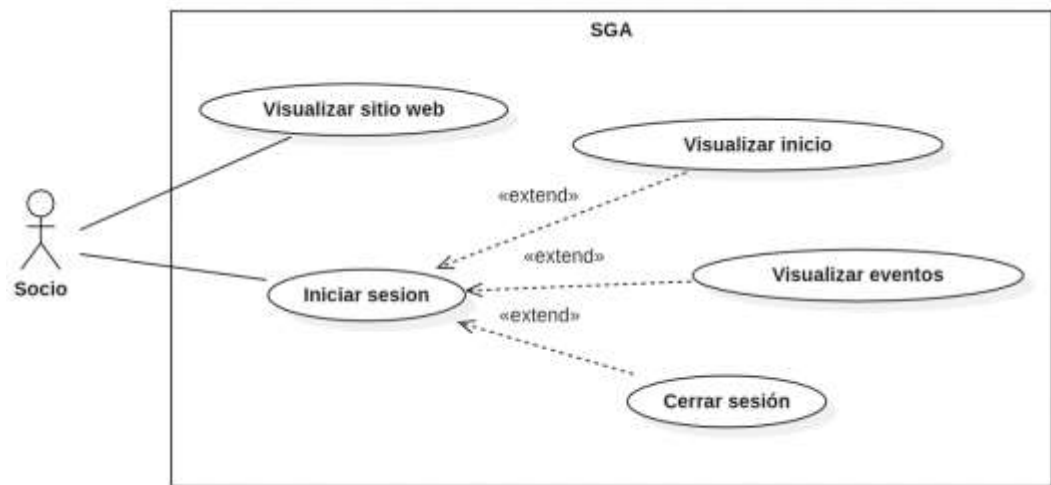 SGA
Visualizar sitio web
Visualizar inicio
«extend»
«extend»
Visualizar eventos
Socio
Iniciar sesion
«extend»
Cerrar sesión